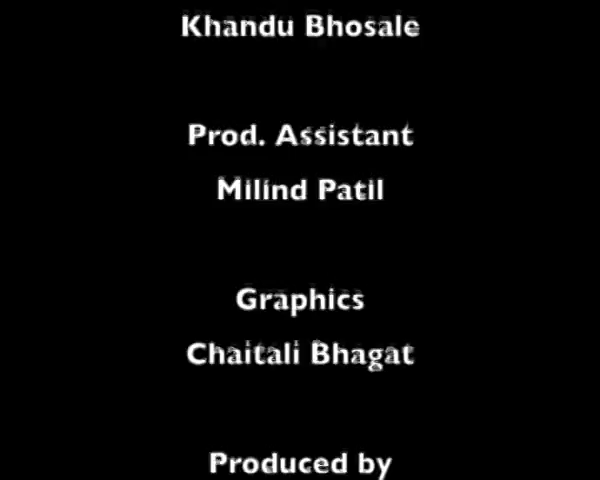 Khandu Bhosale
Prod. Assistant
Milind Patil
Graphics
Chaitali Bhagat
Produced by